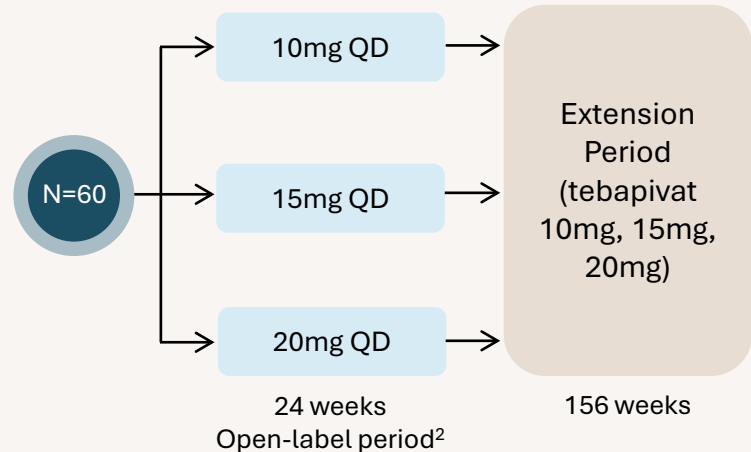 10mg QD
N=60
15mg QD
20mg QD
Extension
Period
(tebapivat
10mg, 15mg,
20mg)
24 weeks
Open-label period²
156 weeks